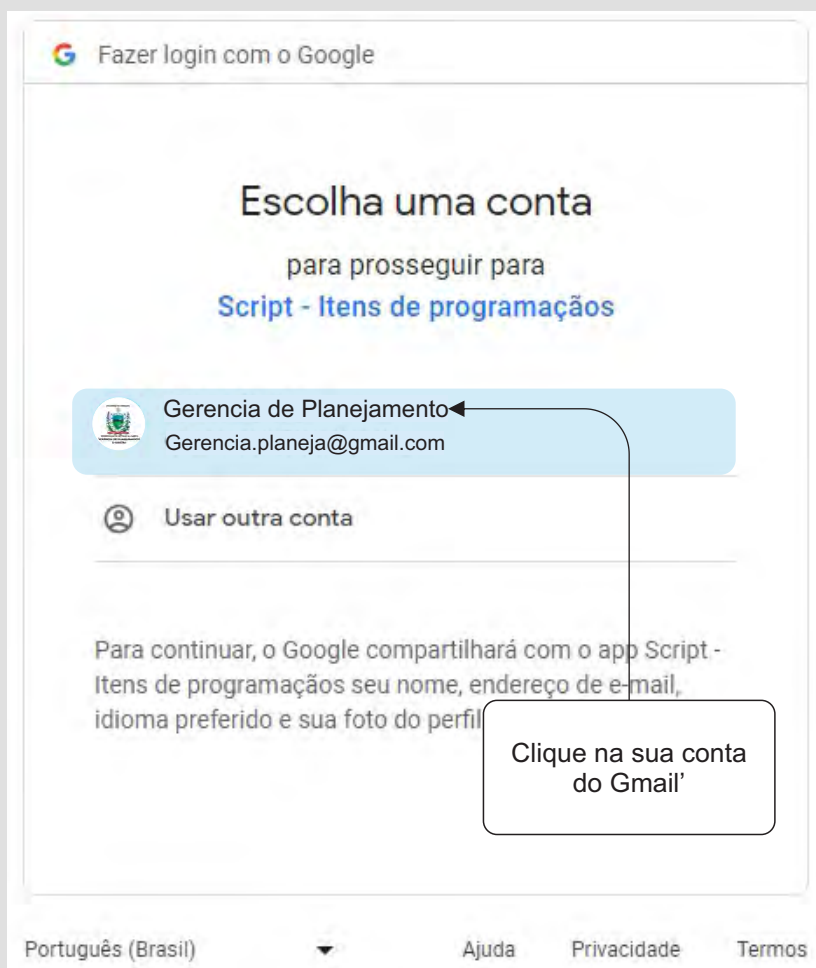 Fazer login com o Google
Escolha uma conta
para prosseguir para
Script - Itens de programaçãos
Gerencia de Planejamento
Gerencia.planeja@gmail.com
Usar outra conta
Para continuar, o Google compartilhará com o app Script -
Itens de programaçãos seu nome, endereço de e-mail,
idioma preferido e sua foto do perfil
Clique na sua conta
do Gmail’
Português (Brasil) Ajuda Privacidade Termos